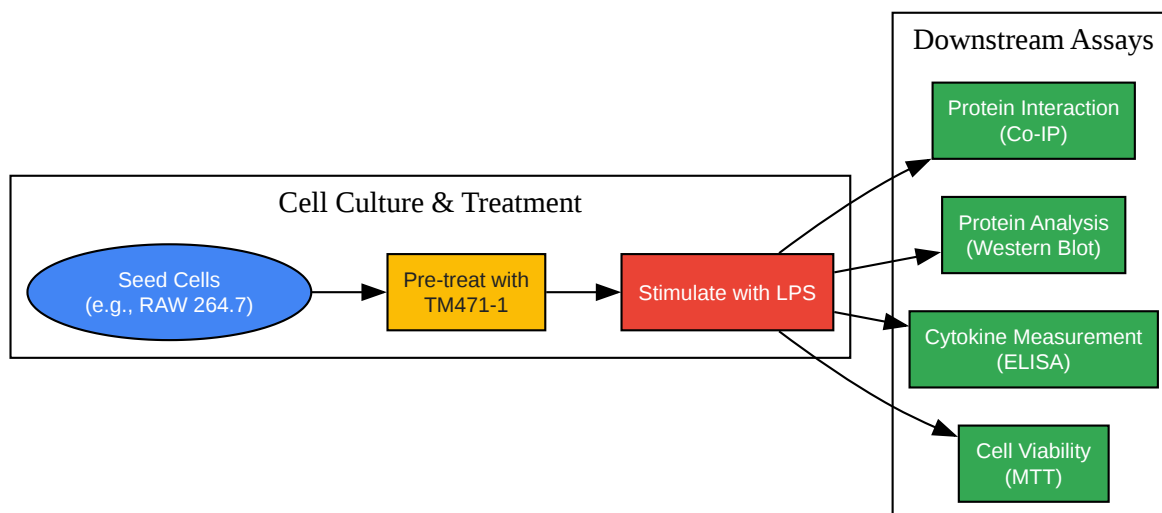 Cell Culture & Treatment
Seed Cells
(e.g., RAW 264.7)
Pre-treat with
TM471-1
Stimulate with LPS
Downstream Assays
Protein Interaction
(Co-IP)
Protein Analysis
(Western Blot)
Cytokine Measurement
(ELISA)
Cell Viability
(MTT)